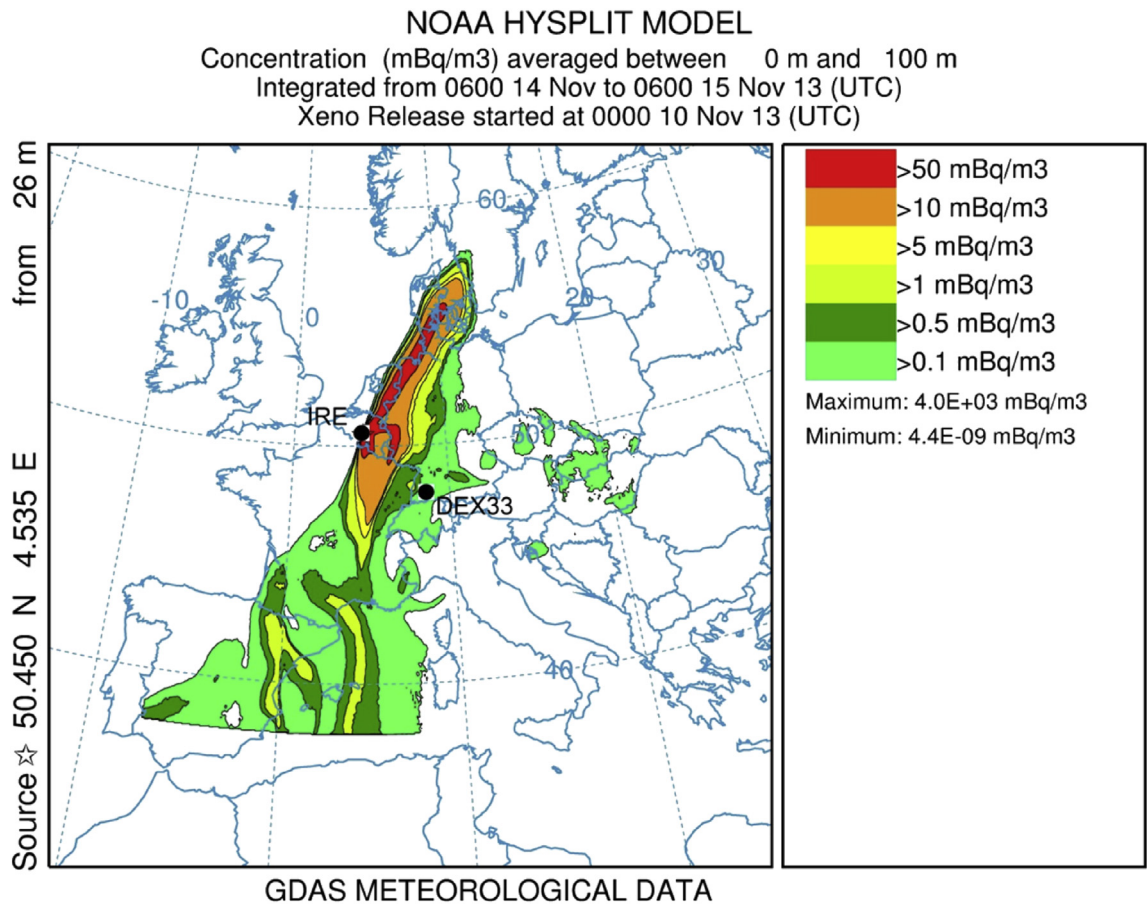 NOAA HYSPLIT MODEL
Concentration (mBq/m3) averaged between 0 m and 100 m
Integrated from 0600 14 Nov to 0600 15 Nov 13 (UTC)
Xeno Release started at 0000 10 Nov 13 (UTC)
Source ☆ 50.450 N 4.535 E from 26 m
60
30
20
-10
0
IRE
50
DEX33
40
>50 mBq/m3
>10 mBq/m3
>5 mBq/m3
>1 mBq/m3
>0.5 mBq/m3
>0.1 mBq/m3
Maximum: 4.0E+03 mBq/m3
Minimum: 4.4E-09 mBq/m3
GDAS METEOROLOGICAL DATA